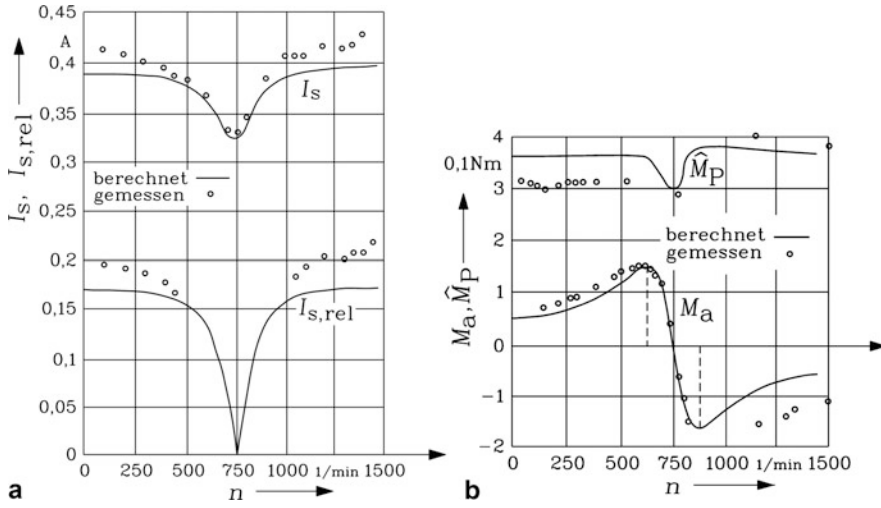 0,45
A
0,4
0,35
0,3
0,25
0,2
0,15
0,1
0,05
0
I_s, I_s,rel
I_s
berechnet
gemessen
I_s,rel
0 250 500 750 1000 1/min 1500
n
a
4
0,1Nm
3
2
1
0
-1
-2
M_a, M̂_P
M̂_P
berechnet
gemessen
M_a
0 250 500 750 1000 1/min 1500
n
b